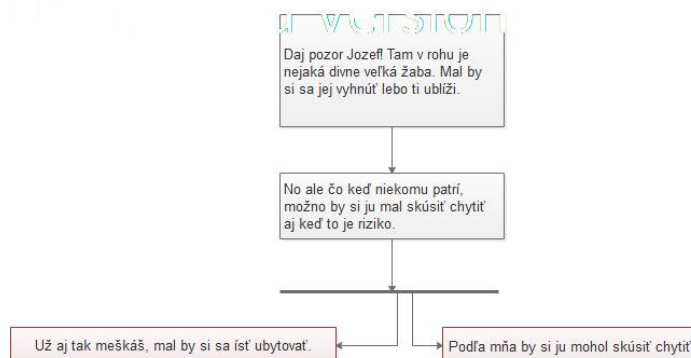 Daj pozor Jozef! Tam v rohu je
nejaká divne veľká žaba. Mal by
si sa jej vyhnúť lebo ti ublíži.
No ale čo keď niekomu patrí,
možno by si ju mal skúsiť chytiť
aj keď to je riziko.
Už aj tak meškáš, mal by si sa ísť ubytovať.
Podľa mňa by si ju mohol skúsiť chytiť